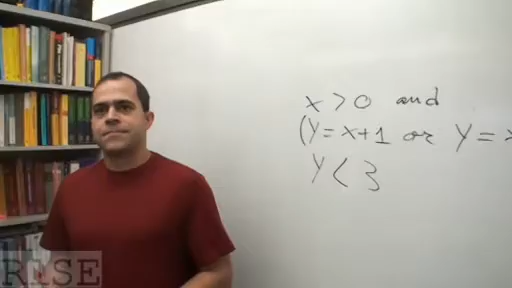 x > 0 and
(Y = x+1 or Y =
Y < 3
RiSE